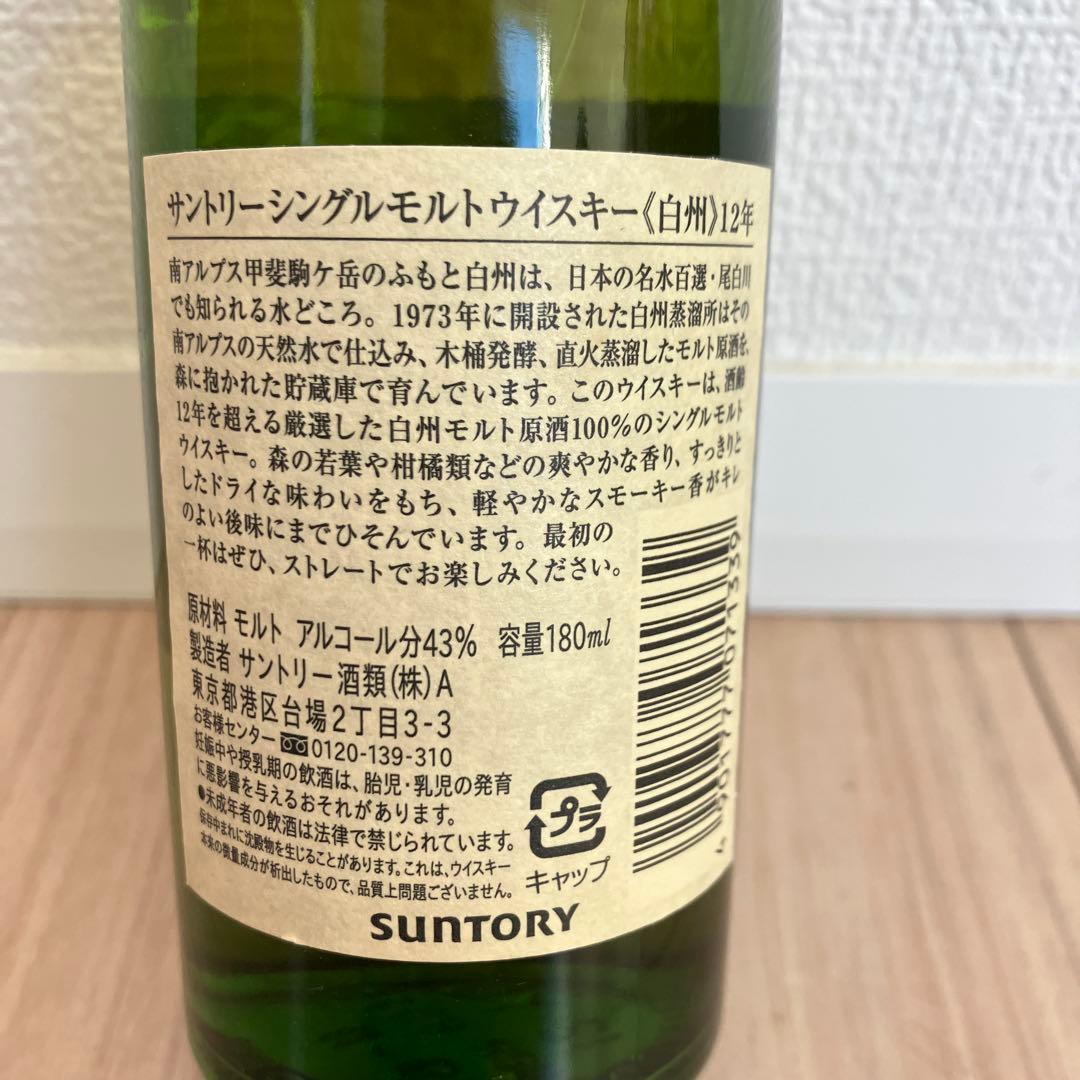 サントリーシングルモルトウイスキー《白州》12年
南アルプス甲斐駒ケ岳のふもと白州は、日本の名水百選・尾白川
でも知られる水どころ。1973年に開設された白州蒸溜所はその
南アルプスの天然水で仕込み、木桶発酵、直火蒸溜したモルト原酒を、
森に抱かれた貯蔵庫で育んでいます。このウイスキーは、酒齢
12年を超える厳選した白州モルト原酒100%のシングルモルト
ウイスキー。森の若葉や柑橘類などの爽やかな香り、すっきりと
したドライな味わいをもち、軽やかなスモーキー香がキレ
のよい後味にまでひそんでいます。最初の
一杯はぜひ、ストレートでお楽しみください。
原材料 モルト アルコール分43% 容量180ml
製造者 サントリー酒類(株)A
東京都港区台場2丁目3-3
お客様センター 0120-139-310
妊娠中や授乳期の飲酒は、胎児・乳児の発育
に悪影響を与えるおそれがあります。
●未成年者の飲酒は法律で禁じられています。
保存中まれに沈殿物を生じることがあります。これは、ウイスキー
本来の微量成分が析出したもので、品質上問題ございません。
プラ
キャップ
4 901777 071339
SUNTORY